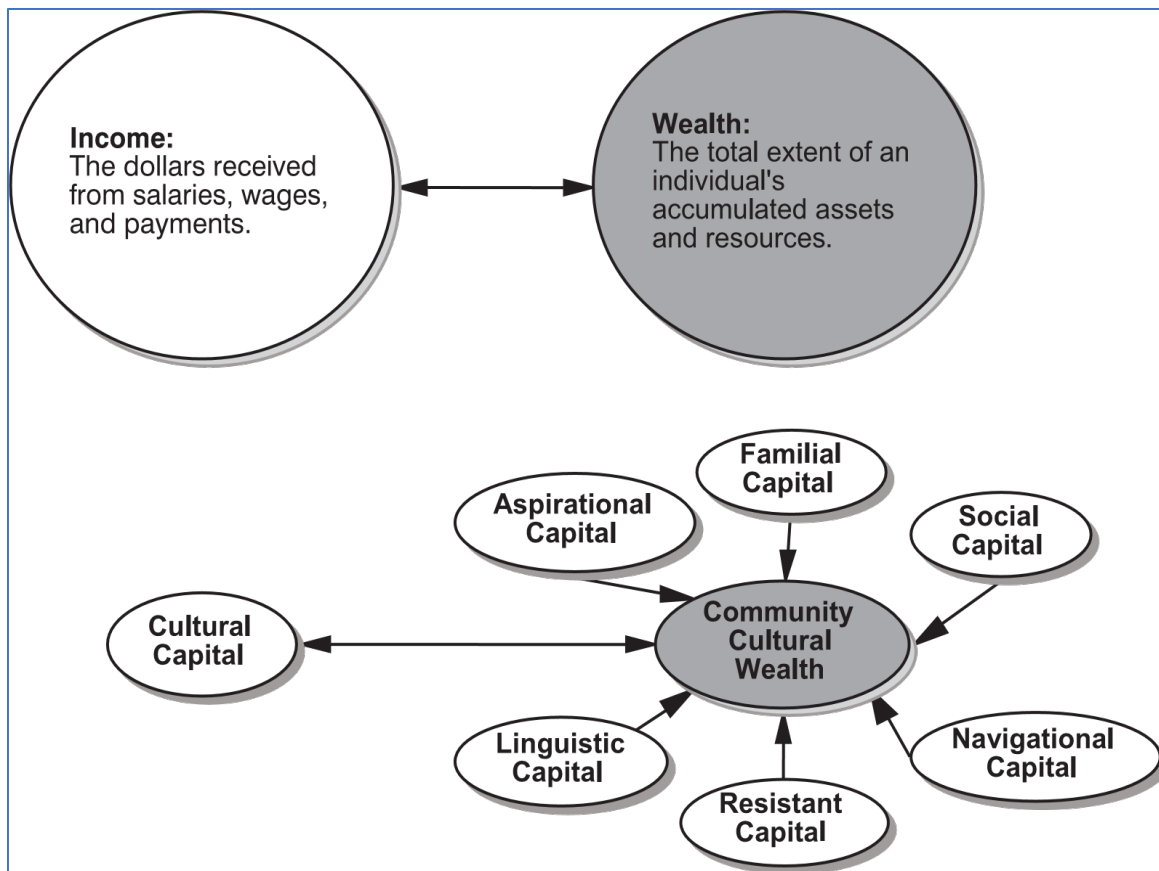 Income:
The dollars received
from salaries, wages,
and payments.
Wealth:
The total extent of an
individual's
accumulated assets
and resources.
Familial
Capital
Aspirational
Capital
Social
Capital
Cultural
Capital
Community
Cultural
Wealth
Linguistic
Capital
Navigational
Capital
Resistant
Capital